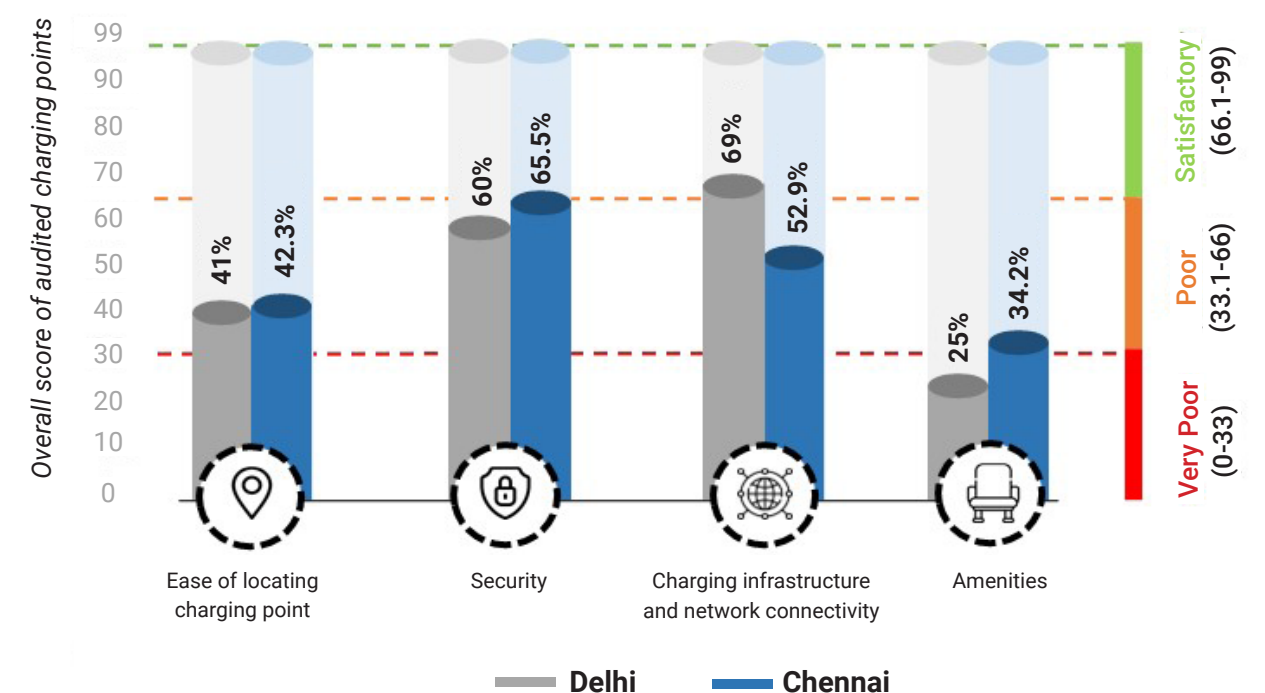 Overall score of audited charging points
99
90
80
70
60
50
40
30
20
10
0
41%
42.3%
60%
65.5%
69%
52.9%
25%
34.2%
Satisfactory
(66.1-99)
Poor
(33.1-66)
Very Poor
(0-33)
Ease of locating
charging point
Security
Charging infrastructure
and network connectivity
Amenities
Delhi
Chennai